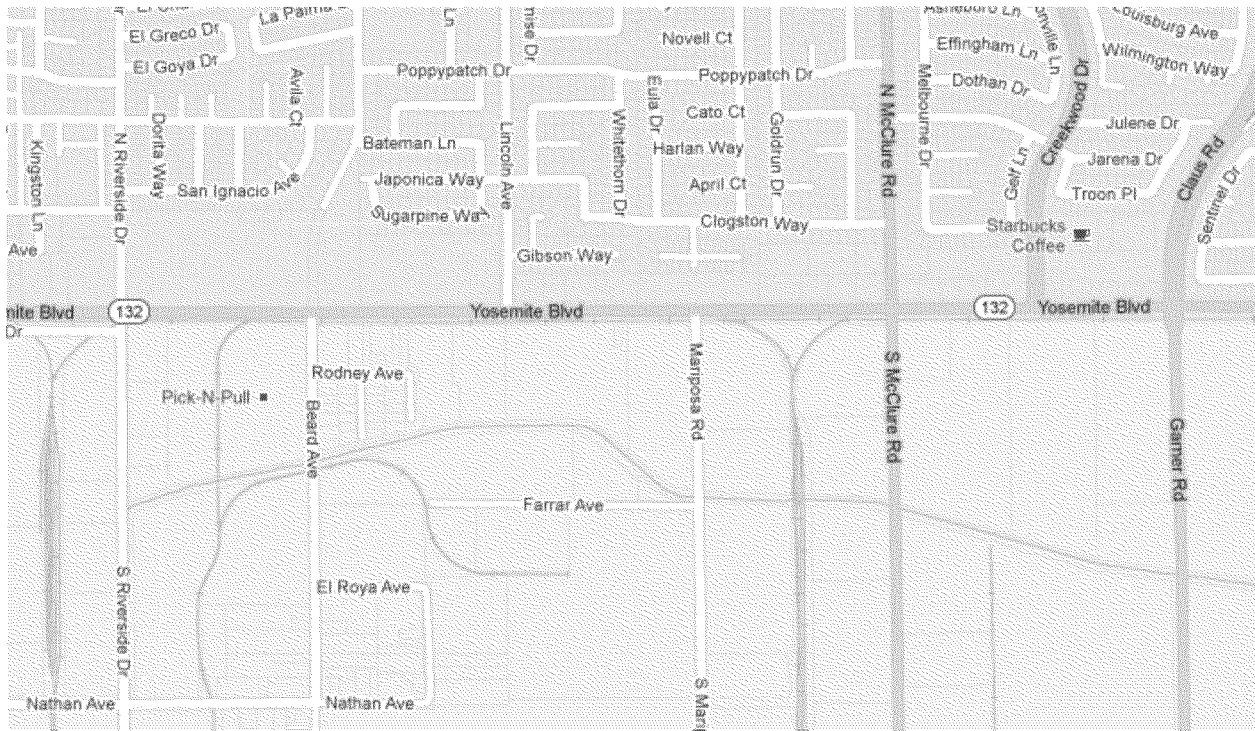 El Greco Dr
La Palma
Novell Ct
Effingham Ln
Louisburg Ave
Wilmington Way
El Goya Dr
Poppypatch Dr
Poppypatch Dr
Dothan Dr
Avila Ct
Eula Dr
N McClure Rd
Melbourne Dr
Creekwood Dr
Cato Ct
Julene Dr
N Riverside Dr
Dorita Way
Lincoln Ave
Whitethorn Dr
Goldrun Dr
Kingston Ln
Bateman Ln
Harlan Way
Jarena Dr
Claus Rd
San Ignacio Ave
Japonica Way
April Ct
Golf Ln
Troon Pl
Sentinel Dr
Sugarpine Way
Clogston Way
Starbucks
Coffee
Ave
Gibson Way
mite Blvd
132
Yosemite Blvd
132
Yosemite Blvd
Dr
Rodney Ave
Mariposa Rd
S McClure Rd
Pick-N-Pull
Beard Ave
Garner Rd
Farrar Ave
S Riverside Dr
El Roya Ave
Nathan Ave
Nathan Ave
S Mari